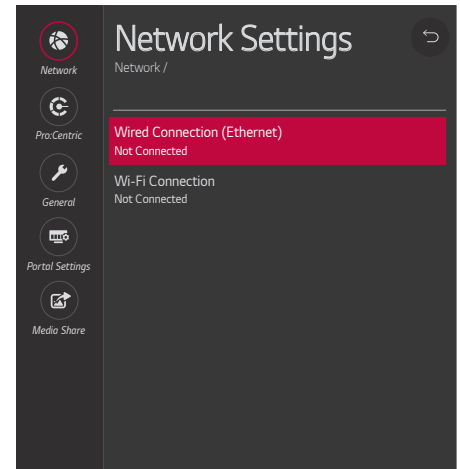 Network Settings
Network /
Network
Pro:Centric
General
Portal Settings
Media Share
Wired Connection (Ethernet)
Not Connected
Wi-Fi Connection
Not Connected